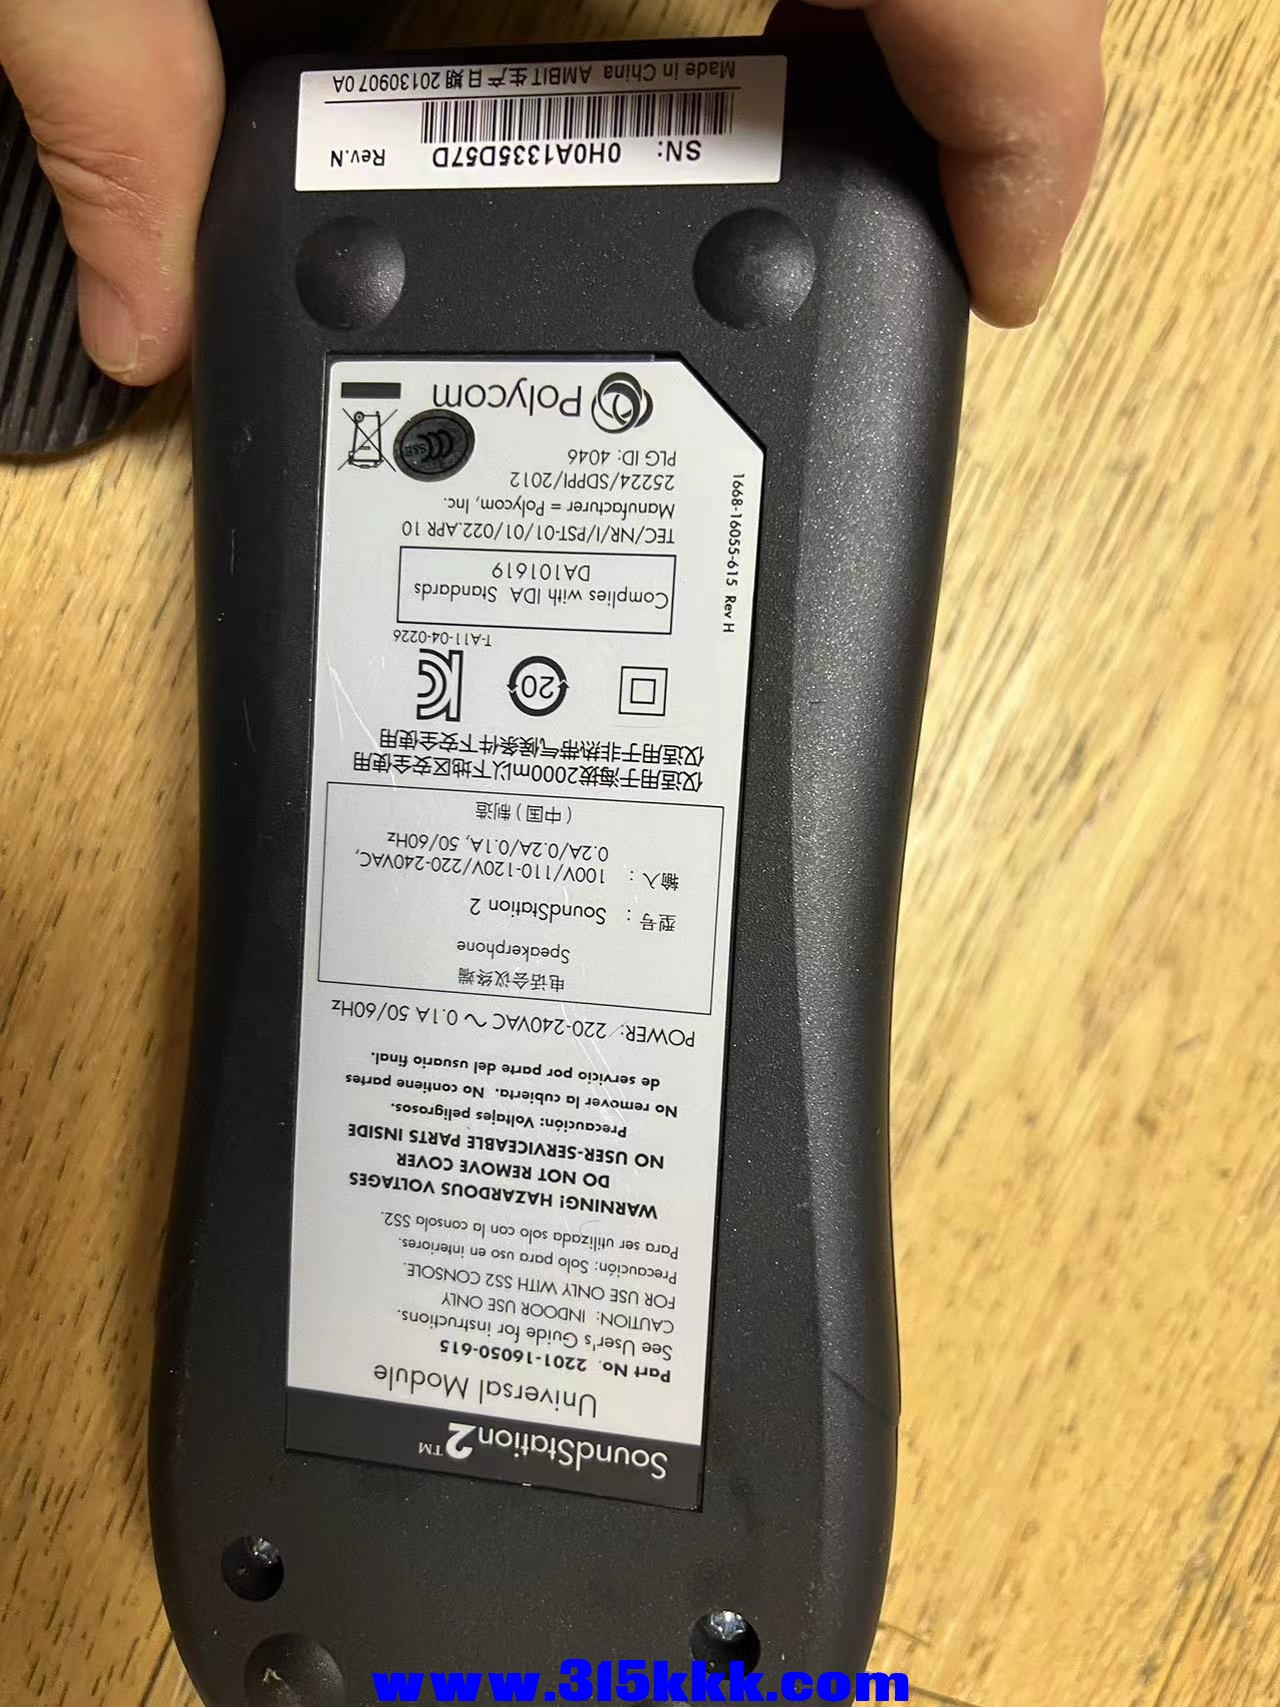 SoundStation2™
Universal Module
Part No. 2201-16050-615
See User's Guide for instructions.
CAUTION: INDOOR USE ONLY
FOR USE ONLY WITH SS2 CONSOLE.
Precaución: Solo para uso en interiores.
Para ser utilizada solo con la consola SS2.
WARNING! HAZARDOUS VOLTAGES
DO NOT REMOVE COVER
NO USER-SERVICEABLE PARTS INSIDE
Precaución: Voltajes peligrosos.
No remover la cubierta. No contiene partes
de servicio por parte del usuario final.
POWER: 220-240VAC ~ 0.1A 50/60Hz
电话会议终端
Speakerphone
型号： SoundStation 2
输入： 100V/110-120V/220-240VAC,
0.2A/0.2A/0.1A, 50/60Hz
(中国)制造
仅适用于海拔2000m以下地区安全使用
仅适用于非热带气候条件下安全使用
20
T-A11-04-0226
Complies with IDA Standards
DA101619
TEC/NR/I/PST-01/01/022.APR 10
Manufacturer = Polycom, Inc.
25224/SDPPI/2012
PLG ID: 4046
CCC S&E
Polycom
1668-16055-615 Rev H
SN: 0H0A1335D57D Rev.N
Made in China AMBIT 生产日期 20130907 0A
www.315kkk.com